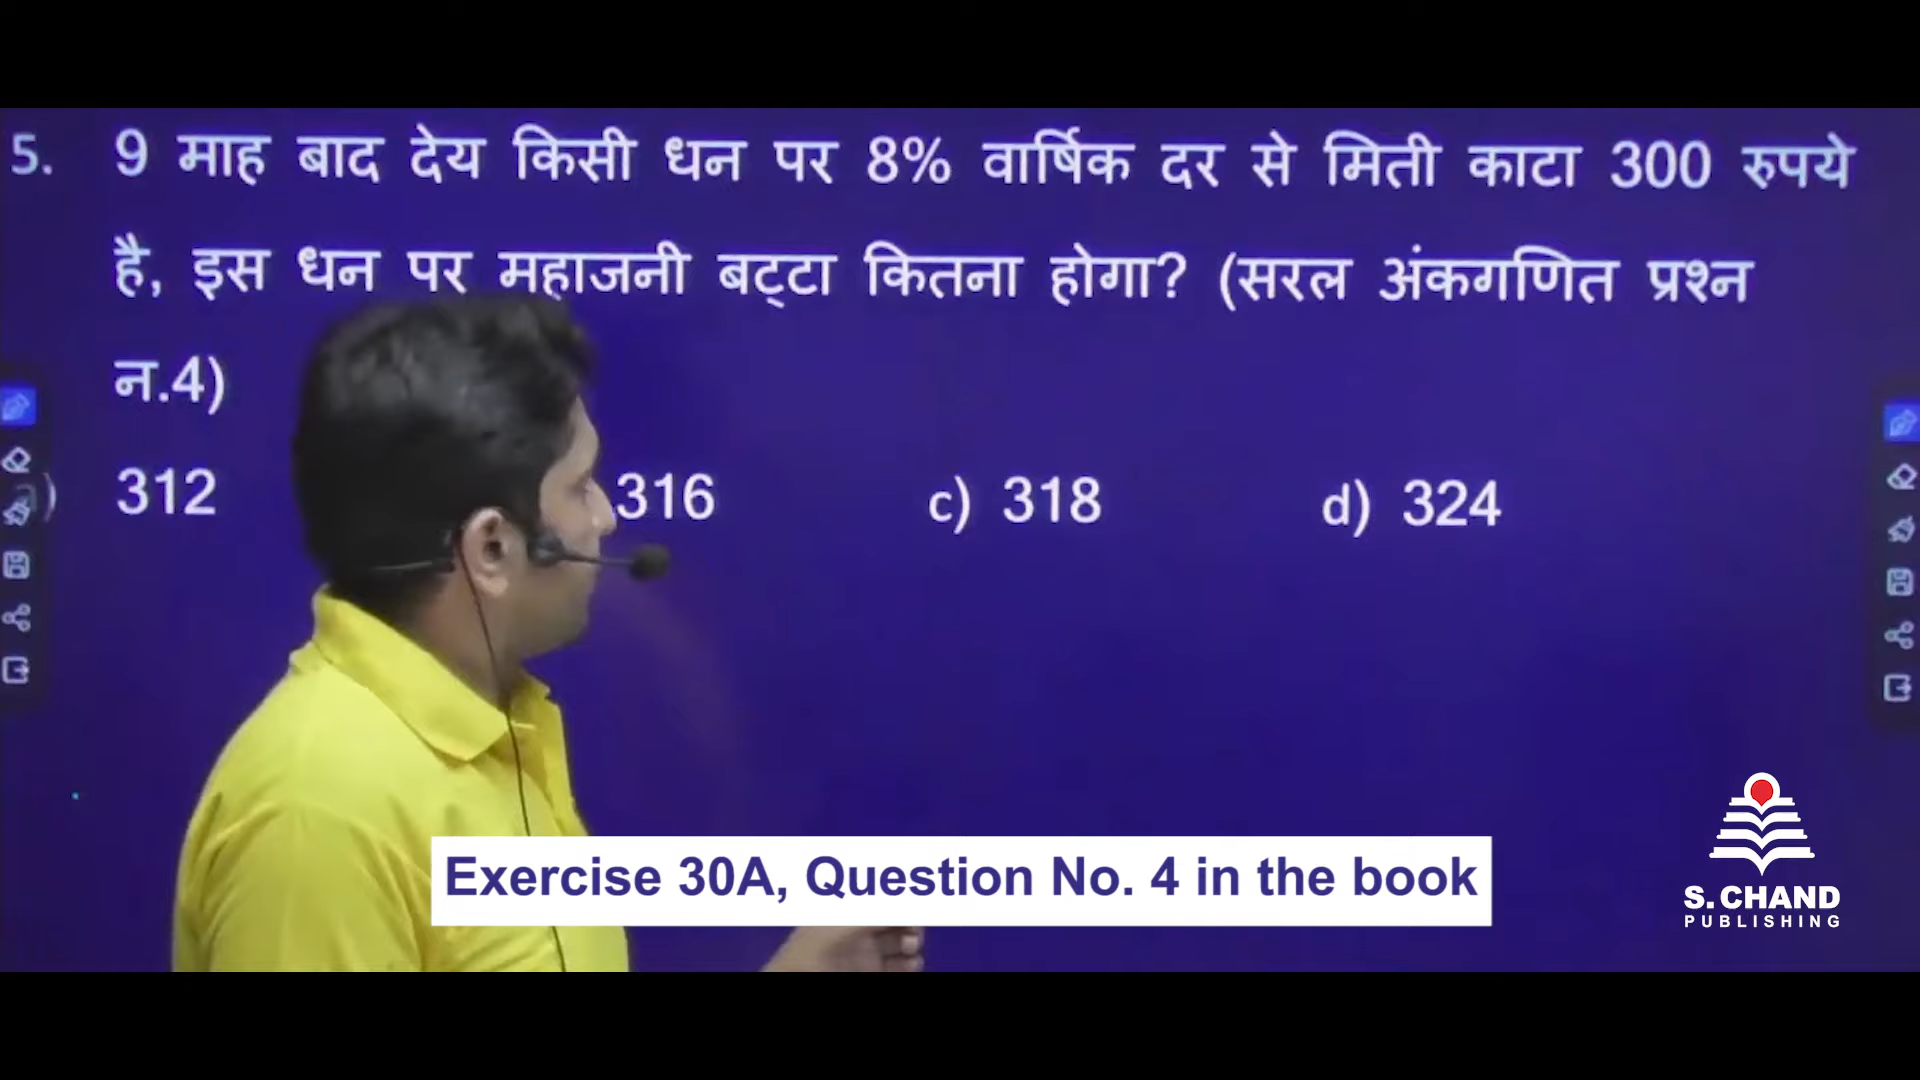 5. 9 माह बाद देय किसी धन पर 8% वार्षिक दर से मिती काटा 300 रुपये
है, इस धन पर महाजनी बट्टा कितना होगा? (सरल अंकगणित प्रश्न
न.4)
) 312 316 c) 318 d) 324
Exercise 30A, Question No. 4 in the book
S. CHAND
PUBLISHING